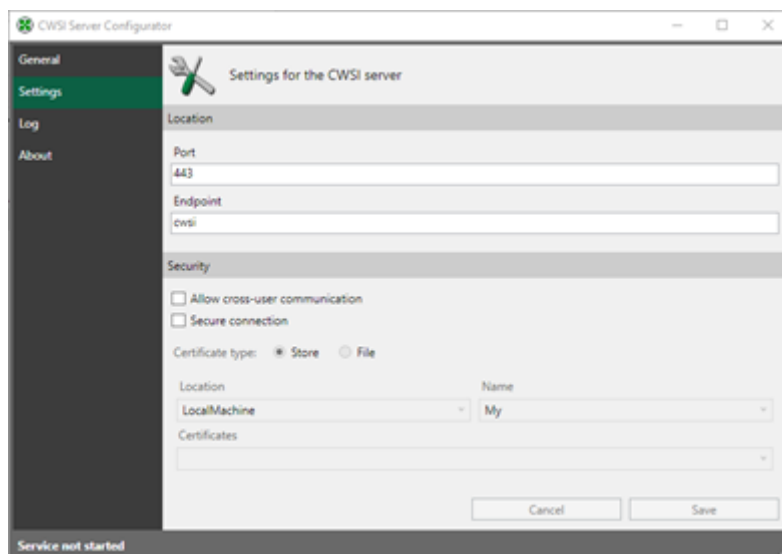 CWSI Server Configurator
General
Settings
Log
About
Settings for the CWSI server
Location
Port
443
Endpoint
cwsi
Security
Allow cross-user communication
Secure connection
Certificate type: Store File
Location Name
LocalMachine My
Certificates
Cancel Save
Service not started